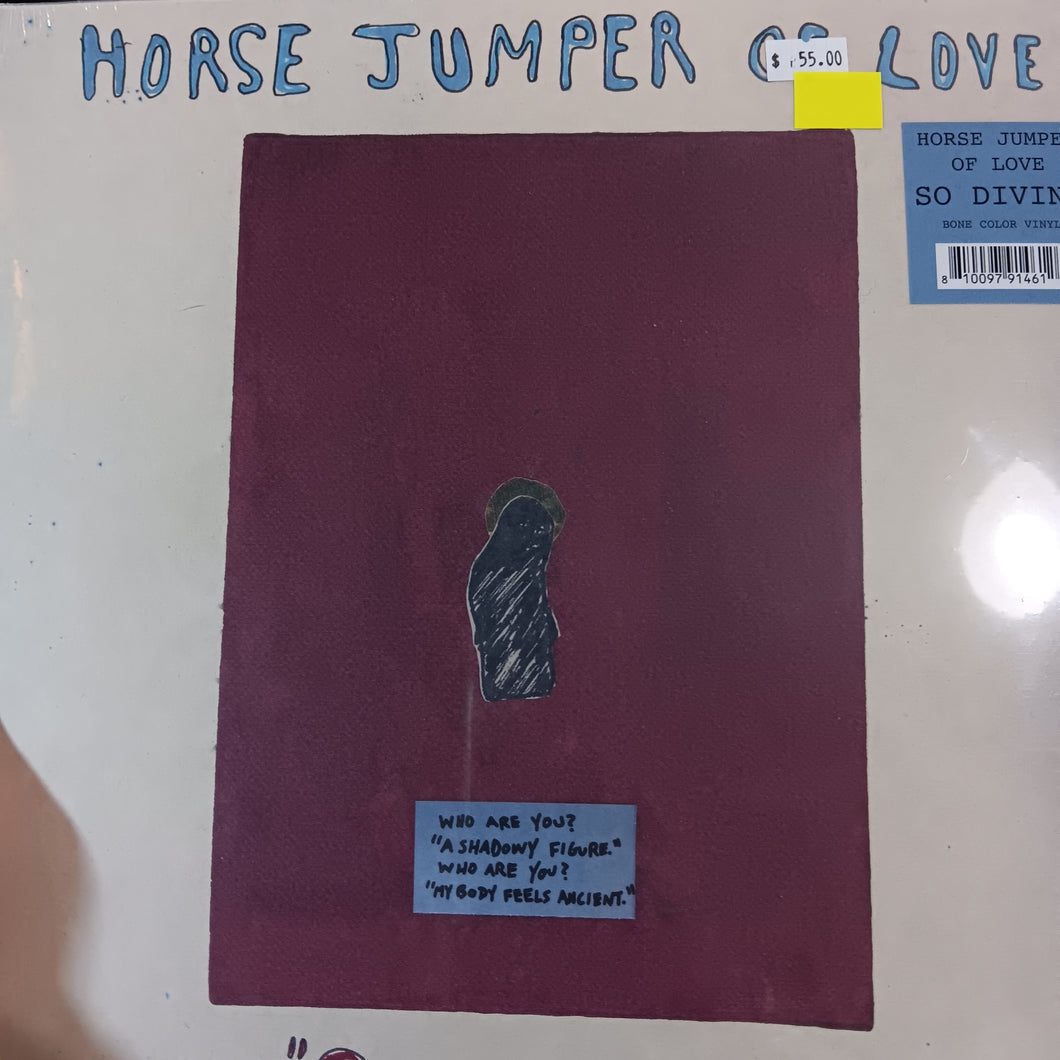 HORSE JUMPER OF LOVE
$ 55.00
HORSE JUMPE
OF LOVE
SO DIVIN
BONE COLOR VINYL
8 10097 91461
WHO ARE YOU?
"A SHADOWY FIGURE."
WHO ARE YOU?
"MY BODY FEELS ANCIENT."